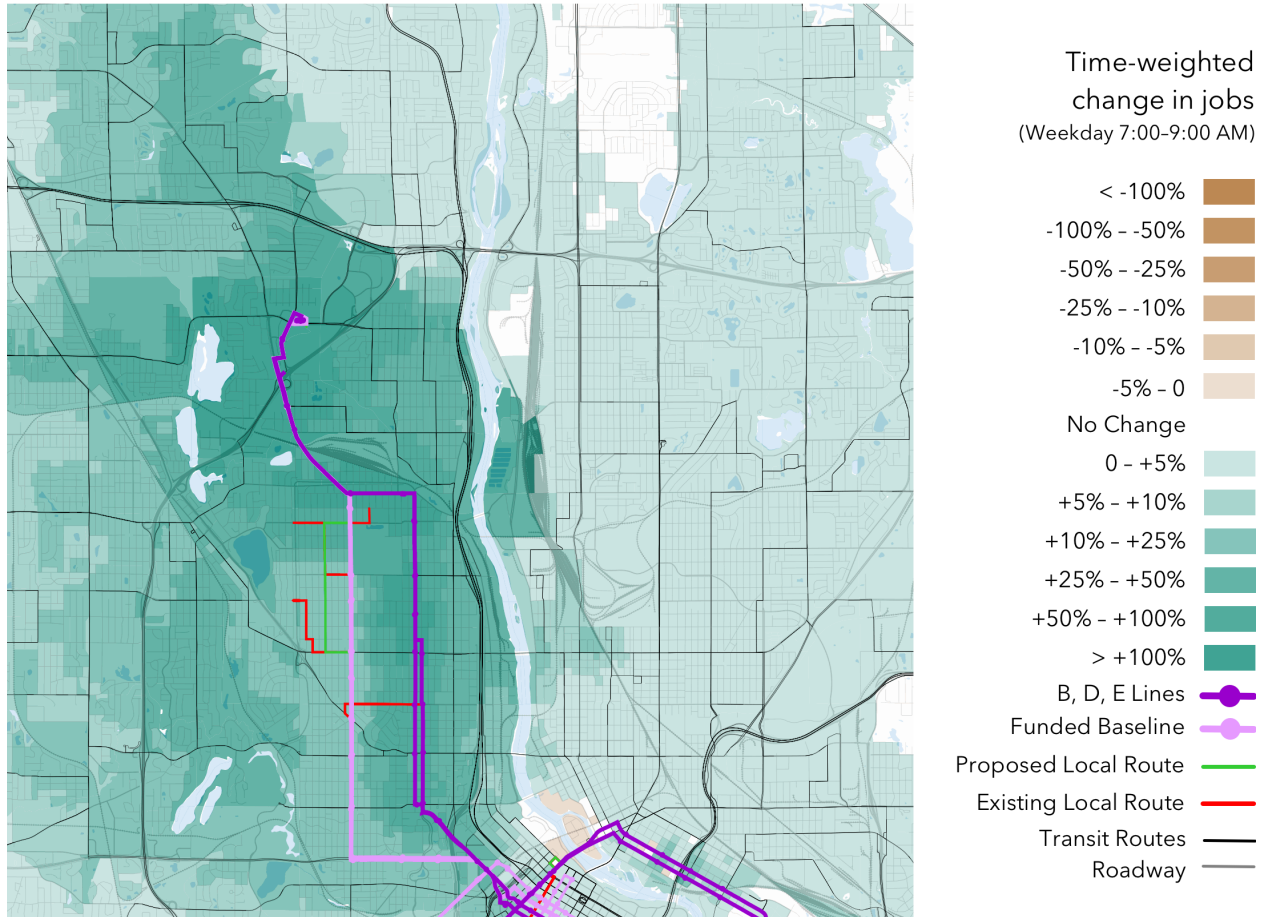 Time-weighted
change in jobs
(Weekday 7:00–9:00 AM)
< -100%
-100% – -50%
-50% – -25%
-25% – -10%
-10% – -5%
-5% – 0
No Change
0 – +5%
+5% – +10%
+10% – +25%
+25% – +50%
+50% – +100%
> +100%
B, D, E Lines
Funded Baseline
Proposed Local Route
Existing Local Route
Transit Routes
Roadway